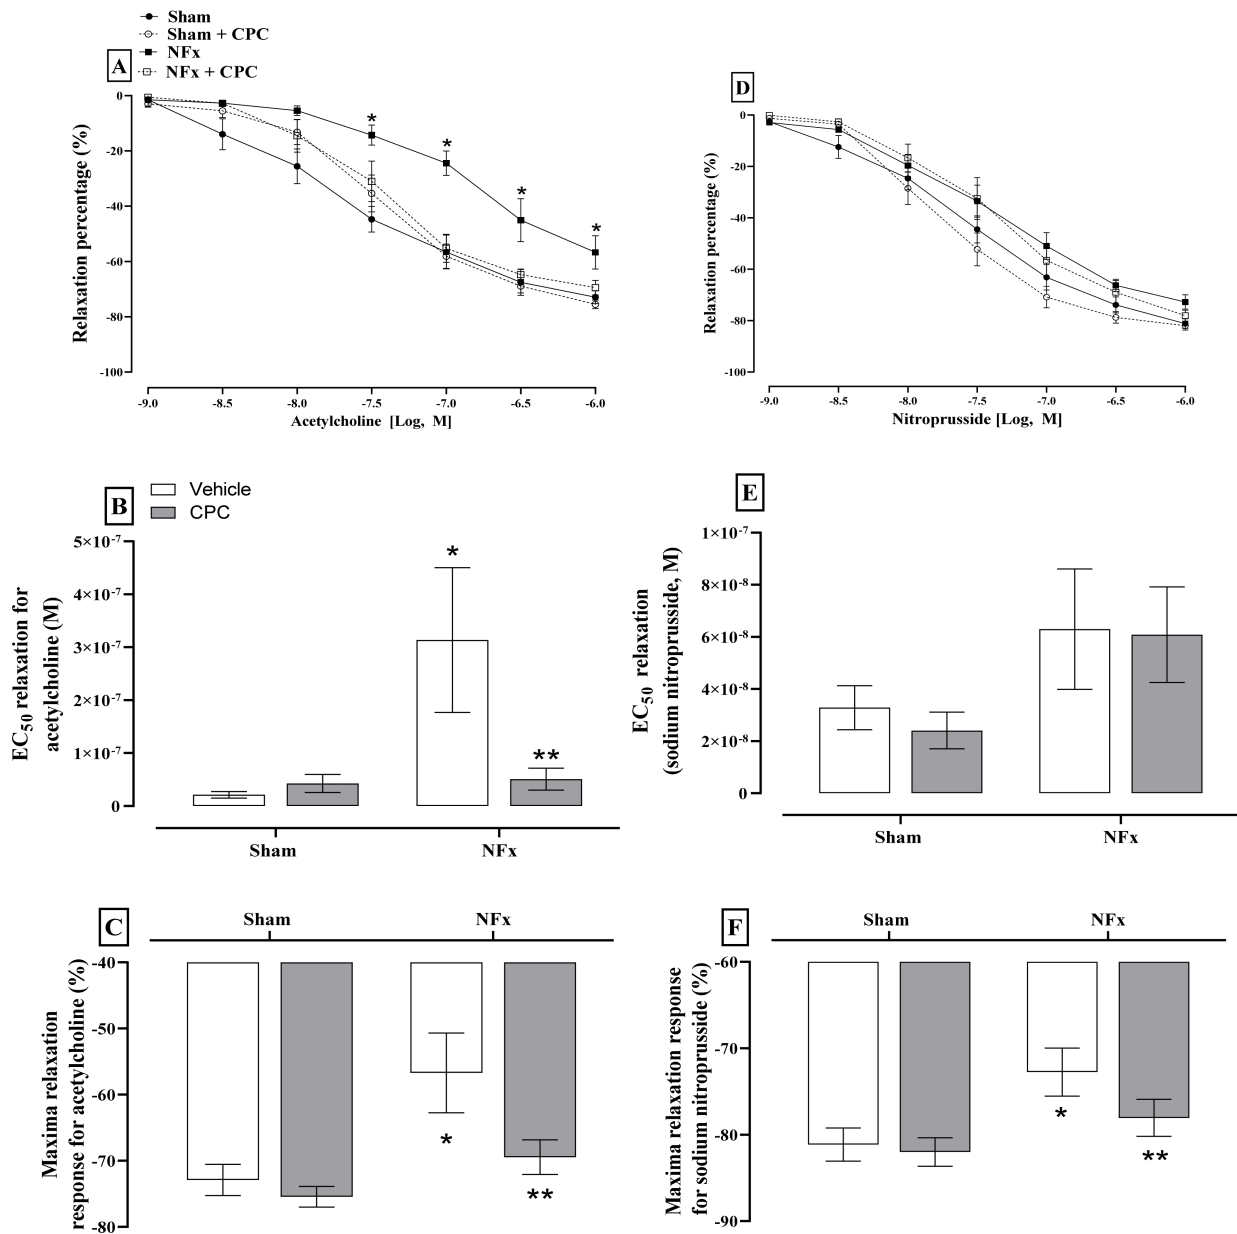 Sham
Sham + CPC
NFx
NFx + CPC
A
Relaxation percentage (%)
0
-20
-40
-60
-80
-100
*
*
*
*
-9.0 -8.5 -8.0 -7.5 -7.0 -6.5 -6.0
Acetylcholine [Log, M]
D
Relaxation percentage (%)
0
-20
-40
-60
-80
-100
-9.0 -8.5 -8.0 -7.5 -7.0 -6.5 -6.0
Nitroprusside [Log, M]
B
Vehicle
CPC
EC50 relaxation for
acetylcholine (M)
5×10-7
4×10-7
3×10-7
2×10-7
1×10-7
0
*
**
Sham NFx
E
EC50 relaxation
(sodium nitroprusside, M)
1×10-7
8×10-8
6×10-8
4×10-8
2×10-8
0
Sham NFx
C
Sham NFx
Maxima relaxation
response for acetylcholine (%)
-40
-50
-60
-70
-80
*
**
F
Sham NFx
Maxima relaxation response
for sodium nitroprusside (%)
-60
-70
-80
-90
*
**